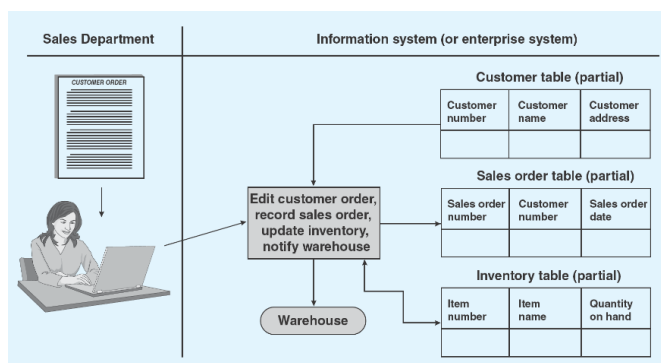 Sales Department
Information system (or enterprise system)
CUSTOMER ORDER
Customer table (partial)
Customer number
Customer name
Customer address
Edit customer order,
record sales order,
update inventory,
notify warehouse
Sales order table (partial)
Sales order number
Customer number
Sales order date
Inventory table (partial)
Item number
Item name
Quantity on hand
Warehouse